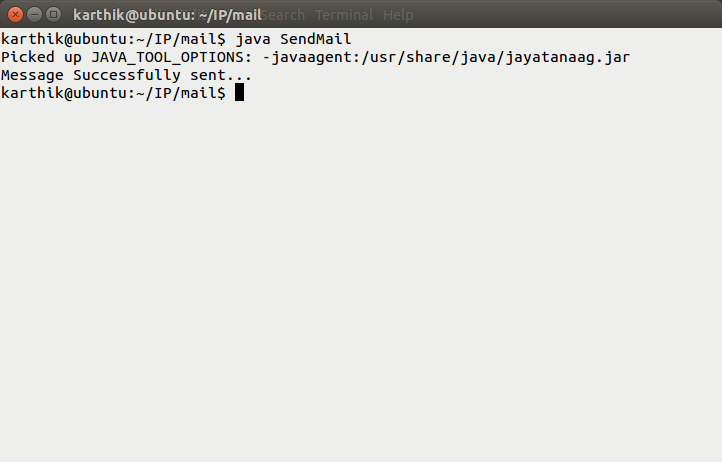 karthik@ubuntu: ~/IP/mail Search Terminal Help
karthik@ubuntu:~/IP/mail$ java SendMail
Picked up JAVA_TOOL_OPTIONS: -javaagent:/usr/share/java/jayatanaag.jar
Message Successfully sent...
karthik@ubuntu:~/IP/mail$